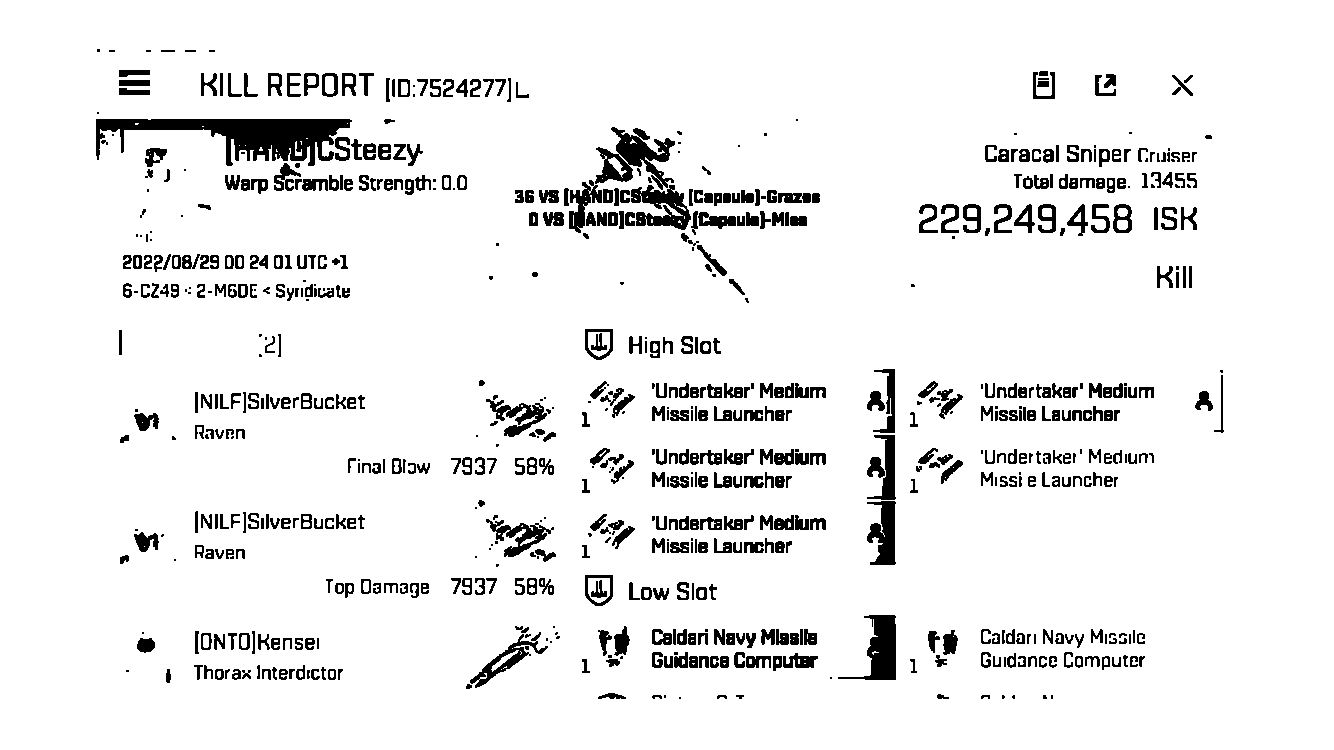 KILL REPORT [ID:7524277]
[HAND]CSteezy
Warp Scramble Strength: 0.0
36 VS [HAND]CSteezy [Capsule]-Grazes
0 VS [HAND]CSteezy [Capsule]-Miss
Caracal Sniper Cruiser
Total damage. 13455
229,249,458 ISK
Kill
2022/08/29 00 24 01 UTC +1
6-CZ49 < 2-M6DE < Syndicate
[2]
[NILF]SilverBucket
Raven
Final Blow 7937 58%
[NILF]SilverBucket
Raven
Top Damage 7937 58%
[ONTO]Kensei
Thorax Interdictor
High Slot
'Undertaker' Medium
Missile Launcher
1
'Undertaker' Medium
Missile Launcher
1
'Undertaker' Medium
Missile Launcher
1
'Undertaker' Medium
Missile Launcher
1
'Undertaker' Medium
Missile Launcher
1
Low Slot
Caldari Navy Missile
Guidance Computer
1
Caldari Navy Missile
Guidance Computer
1